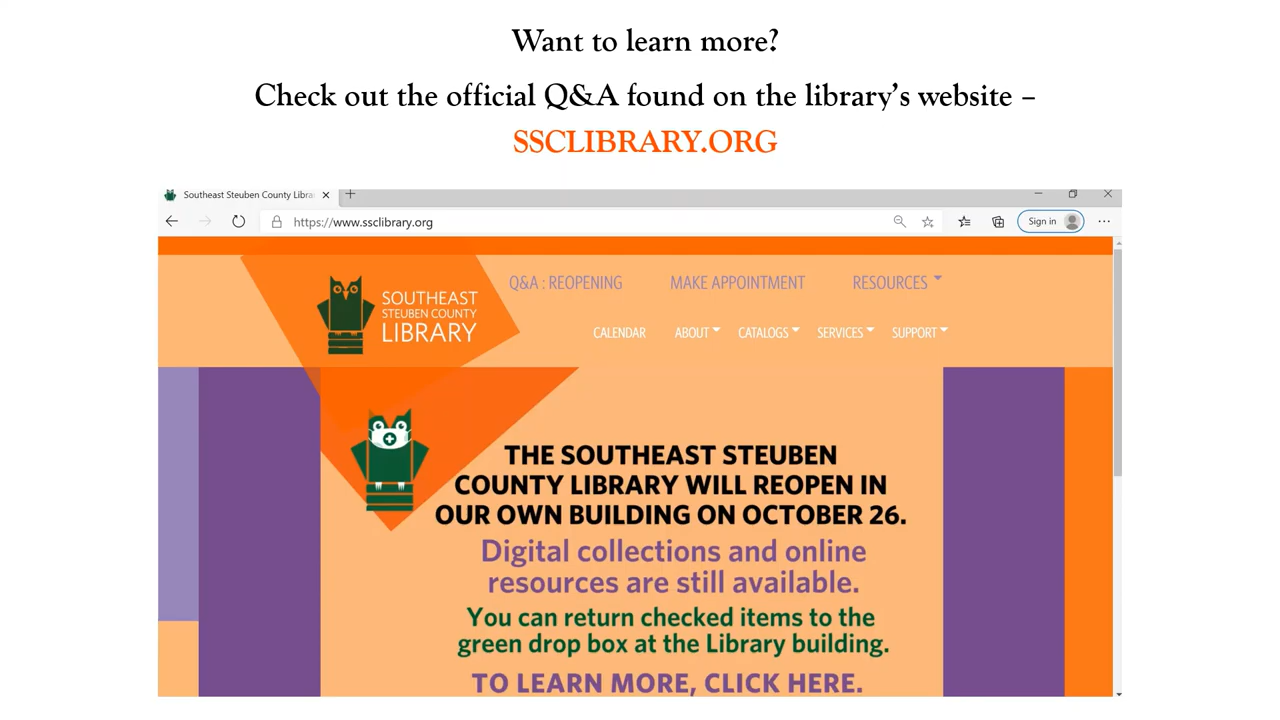 Want to learn more?
Check out the official Q&A found on the library's website –
SSCLIBRARY.ORG
Southeast Steuben County Libra
https://www.ssclibrary.org
Sign in
Q&A : REOPENING MAKE APPOINTMENT RESOURCES
SOUTHEAST
STEUBEN COUNTY
LIBRARY
CALENDAR ABOUT CATALOGS SERVICES SUPPORT
THE SOUTHEAST STEUBEN
COUNTY LIBRARY WILL REOPEN IN
OUR OWN BUILDING ON OCTOBER 26.
Digital collections and online
resources are still available.
You can return checked items to the
green drop box at the Library building.
TO LEARN MORE, CLICK HERE.